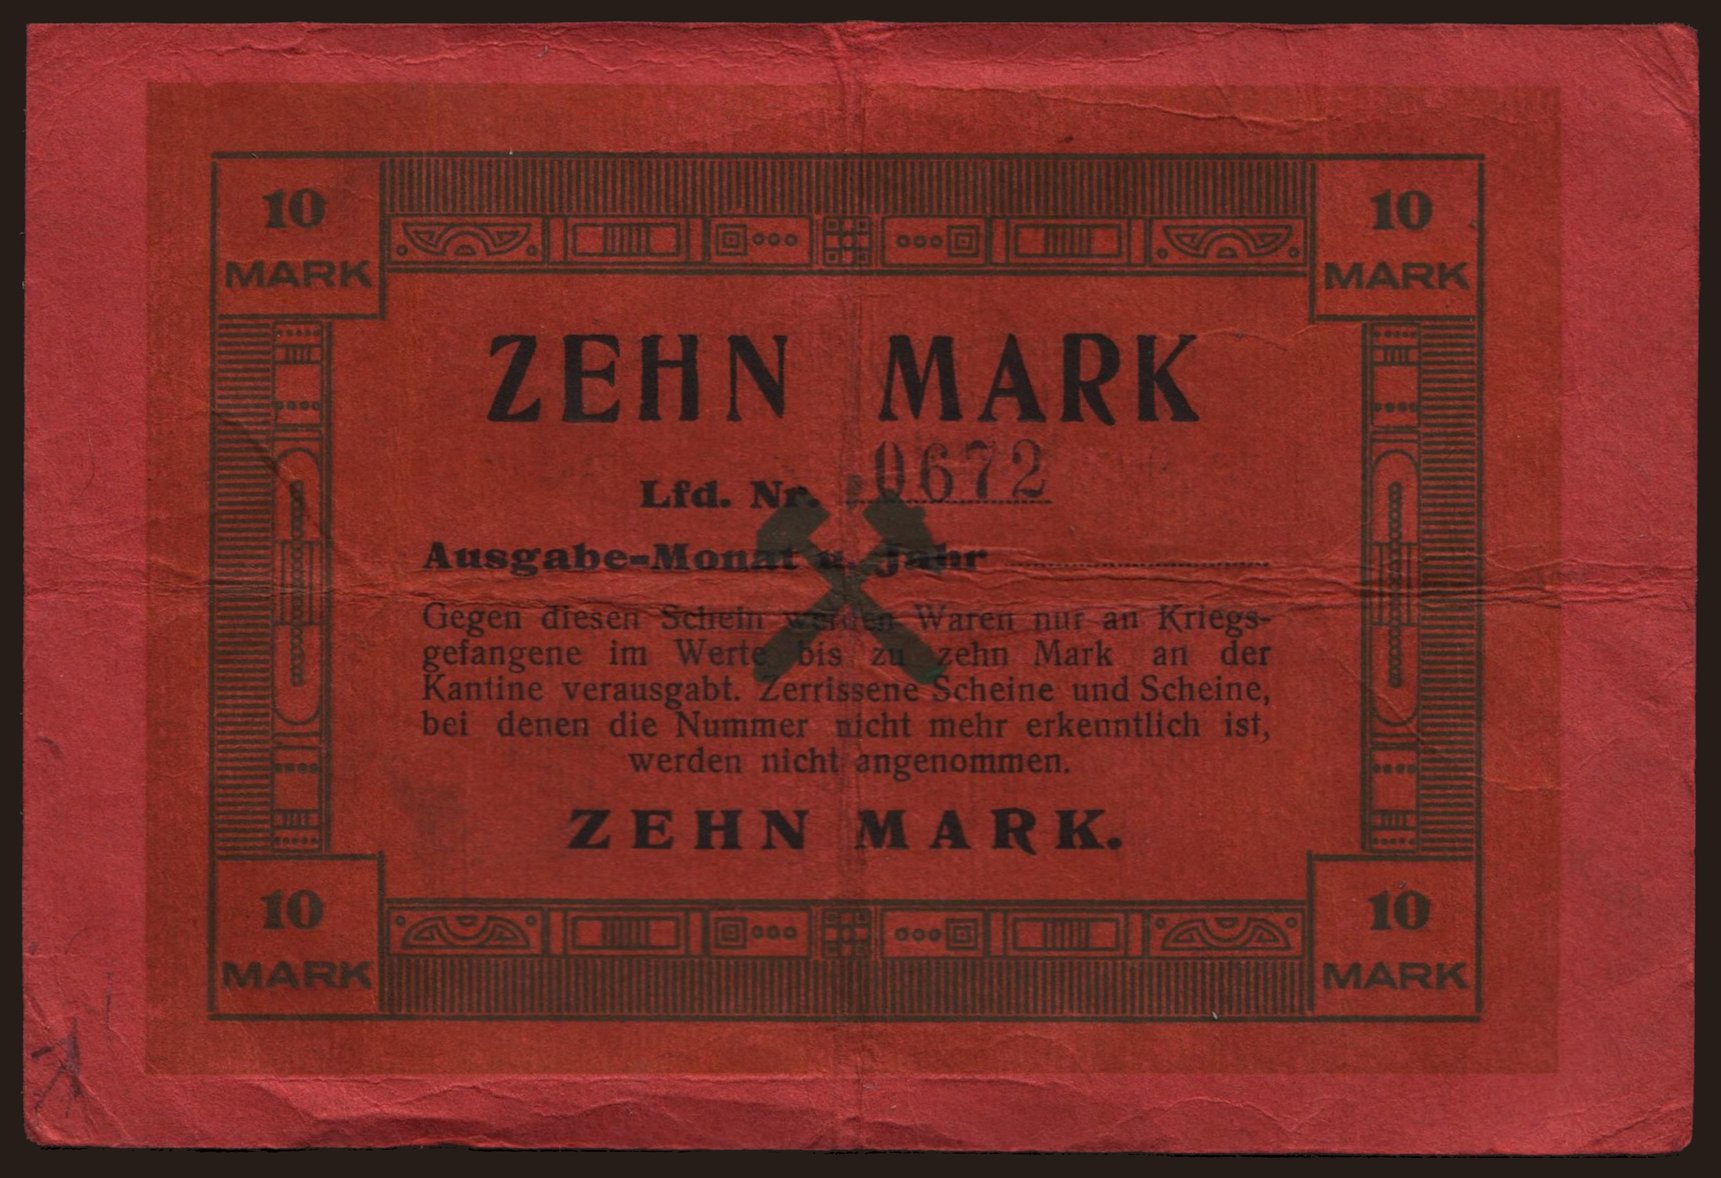 10 10
MARK MARK
ZEHN MARK
Lfd. Nr. 0672
Ausgabe-Monat u. Jahr
Gegen diesen Schein werden Waren nur an Kriegs-
gefangene im Werte bis zu zehn Mark an der
Kantine verausgabt. Zerrissene Scheine und Scheine,
bei denen die Nummer nicht mehr erkenntlich ist,
werden nicht angenommen.
ZEHN MARK.
10 10
MARK MARK